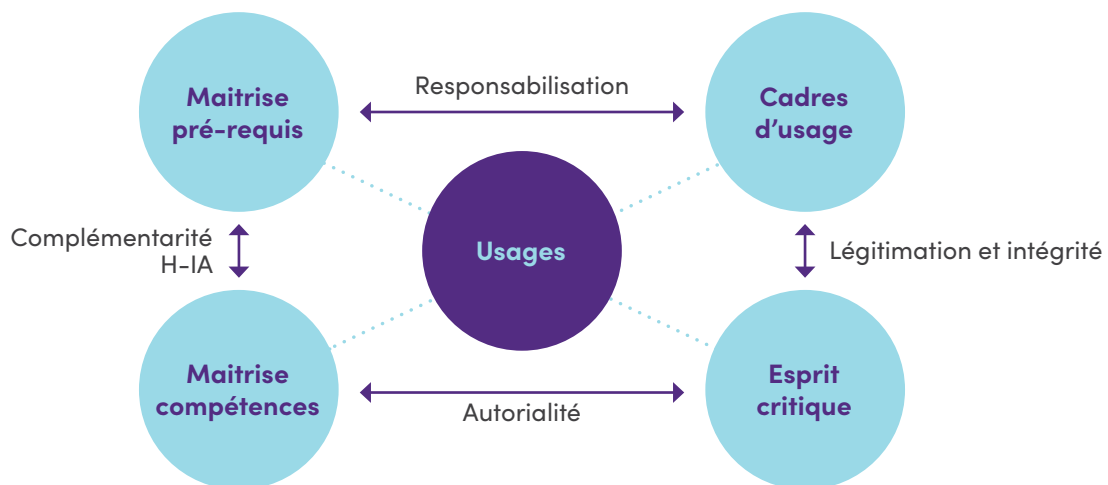 Maitrise
pré-requis
Responsabilisation
Cadres
d'usage
Usages
Complémentarité
H-IA
Légitimation et intégrité
Maitrise
compétences
Autorialité
Esprit
critique